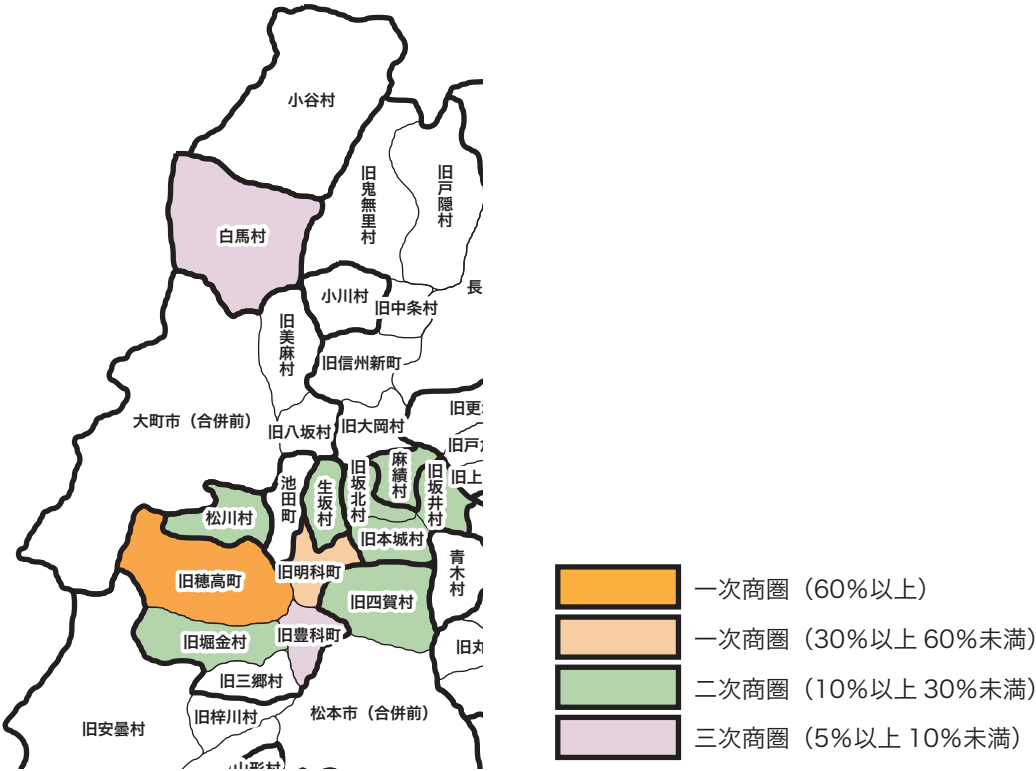 小谷村
旧鬼無里村
旧戸隠村
白馬村
長
小川村
旧中条村
旧美麻村
旧信州新町
大町市（合併前）
旧八坂村
旧大岡村
旧更
旧戸
旧上
池田町
生坂村
旧坂北村
麻績村
旧坂井村
松川村
旧本城村
青木村
旧穂高町
旧明科町
旧四賀村
旧堀金村
旧豊科町
旧丸
旧三郷村
旧安曇村
旧梓川村
松本市（合併前）
山形村
一次商圏（60％以上）
一次商圏（30％以上 60％未満）
二次商圏（10％以上 30％未満）
三次商圏（5％以上 10％未満）